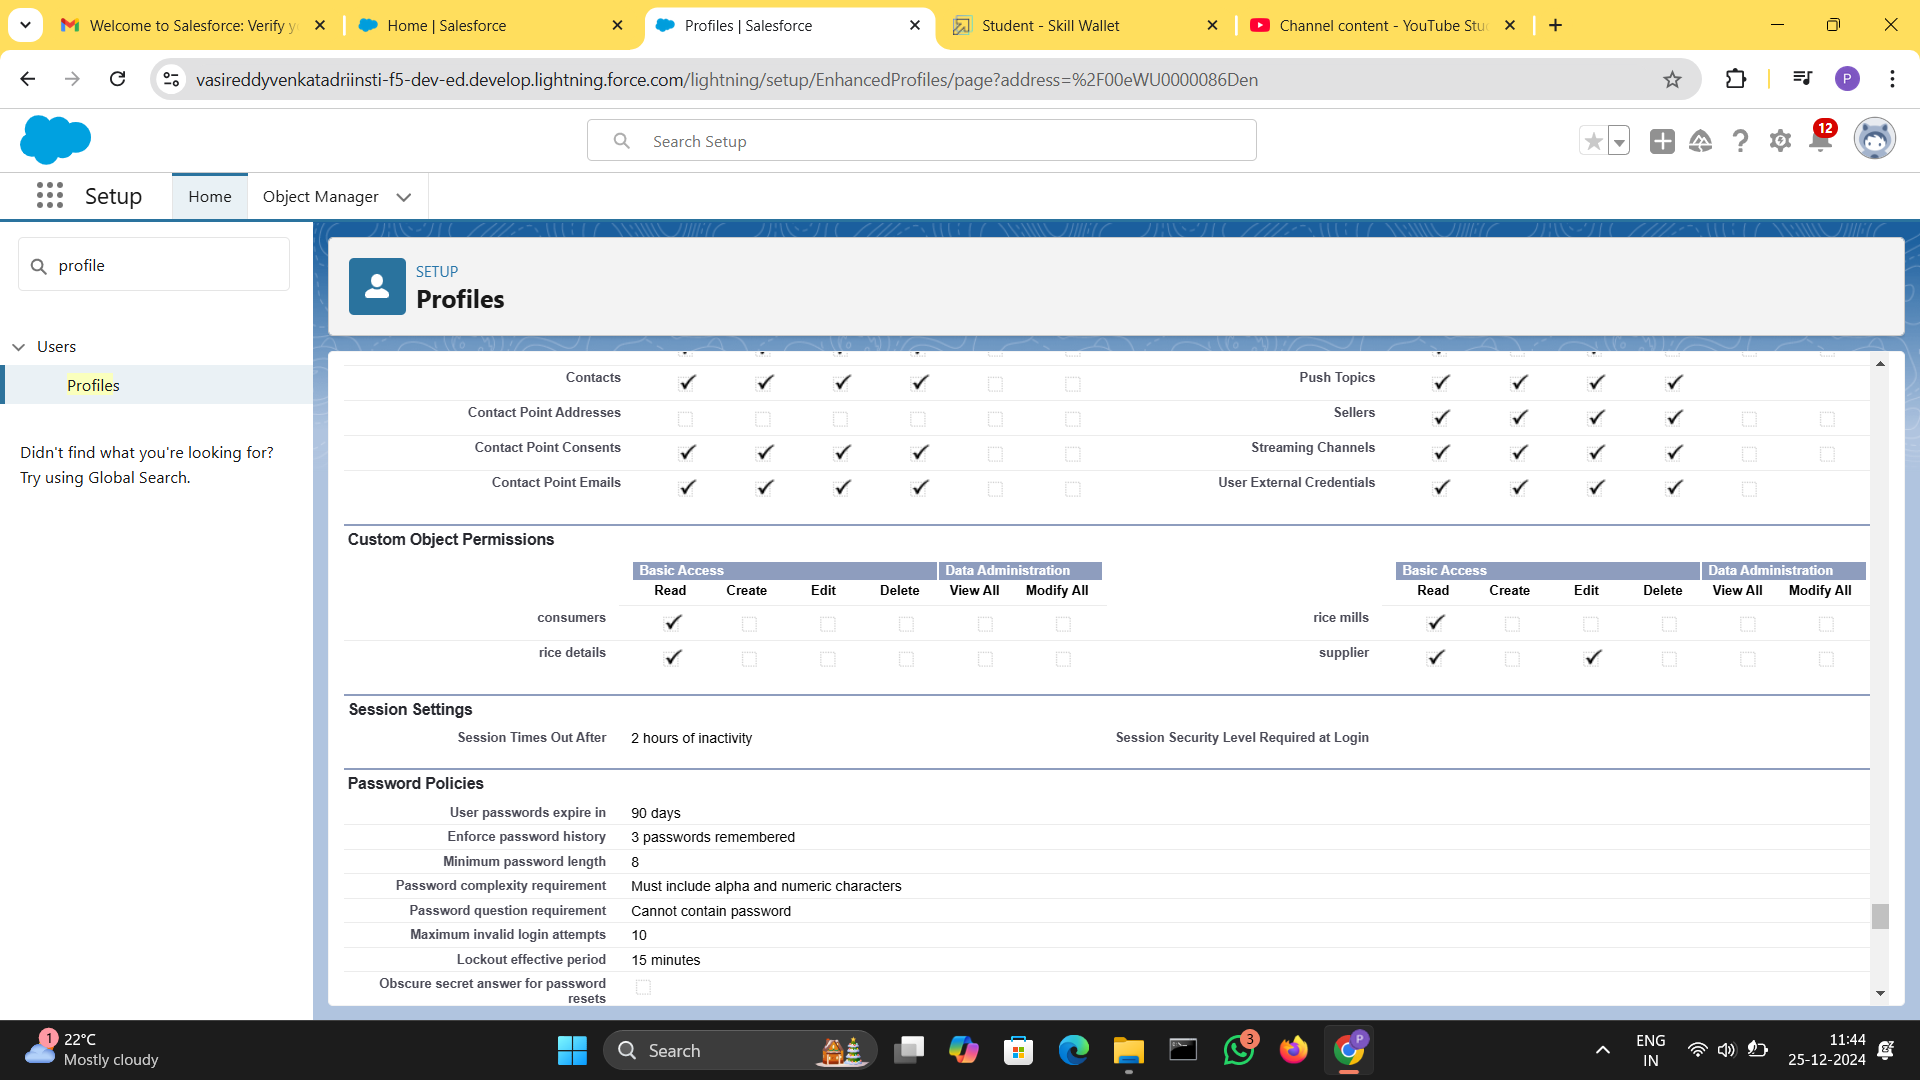 Welcome to Salesforce: Verify y
Home | Salesforce
Profiles | Salesforce
Student - Skill Wallet
Channel content - YouTube Stu
vasireddyvenkatadriinsti-f5-dev-ed.develop.lightning.force.com/lightning/setup/EnhancedProfiles/page?address=%2F00eWU0000086Den
P
Search Setup
12
Setup
Home
Object Manager
profile
Users
Profiles
Didn't find what you're looking for?
Try using Global Search.
SETUP
Profiles
Contacts
Push Topics
Contact Point Addresses
Sellers
Contact Point Consents
Streaming Channels
Contact Point Emails
User External Credentials
Custom Object Permissions
Basic Access Data Administration
Basic Access Data Administration
Read Create Edit Delete View All Modify All
Read Create Edit Delete View All Modify All
consumers
rice mills
rice details
supplier
Session Settings
Session Times Out After 2 hours of inactivity
Session Security Level Required at Login
Password Policies
User passwords expire in 90 days
Enforce password history 3 passwords remembered
Minimum password length 8
Password complexity requirement Must include alpha and numeric characters
Password question requirement Cannot contain password
Maximum invalid login attempts 10
Lockout effective period 15 minutes
Obscure secret answer for password
resets
1
22°C
Mostly cloudy
Search
3
P
ENG
IN
11:44
25-12-2024